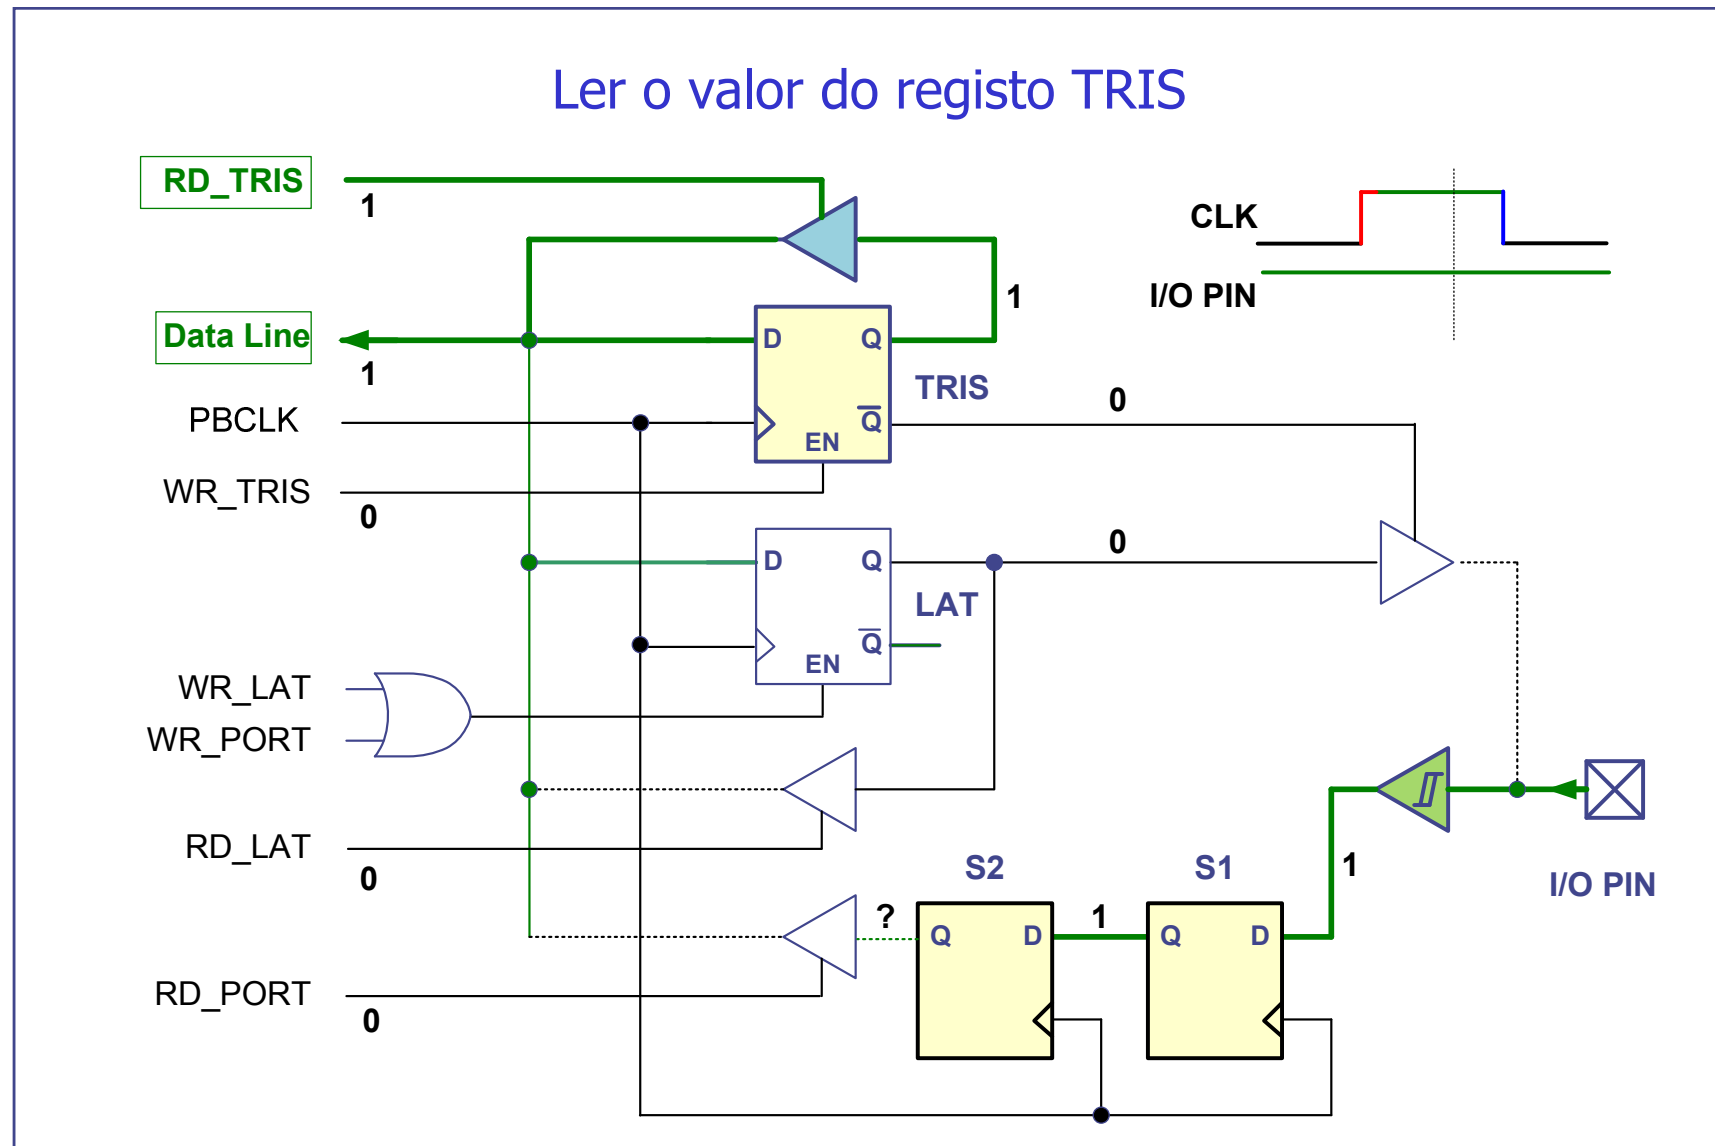 Ler o valor do registo TRIS
RD_TRIS
1
CLK
I/O PIN
1
Data Line
1
D
Q
TRIS
Q̅
EN
0
PBCLK
WR_TRIS
0
D
Q
LAT
Q̅
EN
0
WR_LAT
WR_PORT
RD_LAT
0
S2
S1
1
I/O PIN
?
Q
D
1
Q
D
RD_PORT
0